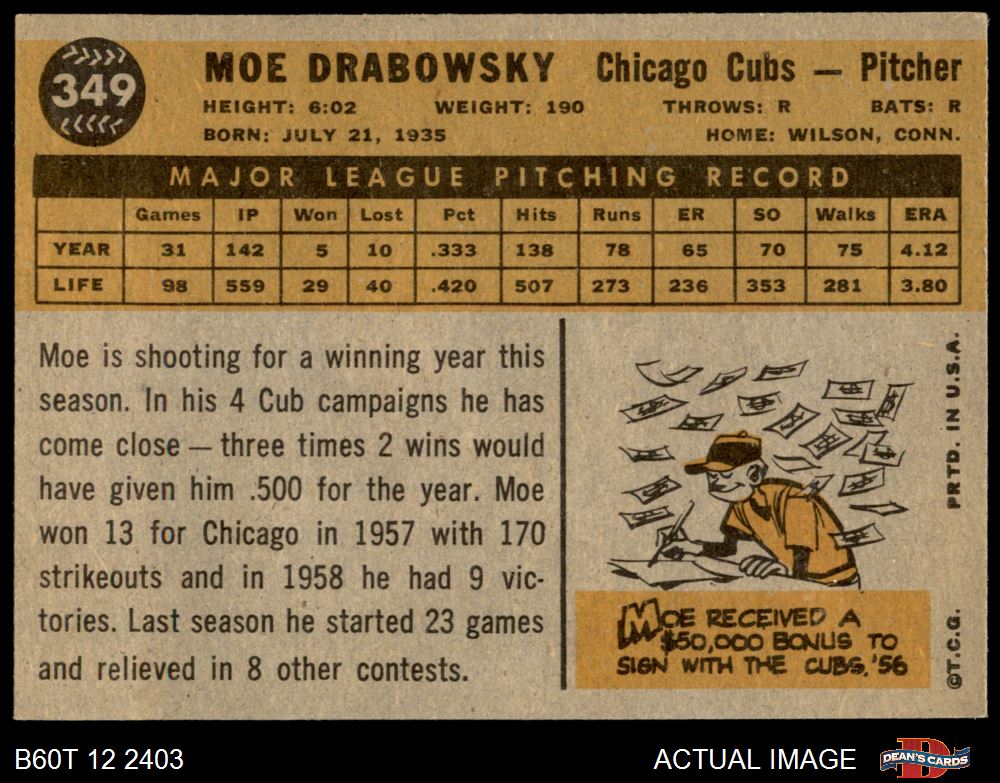 349
MOE DRABOWSKY Chicago Cubs — Pitcher
HEIGHT: 6:02 WEIGHT: 190 THROWS: R BATS: R
BORN: JULY 21, 1935 HOME: WILSON, CONN.
MAJOR LEAGUE PITCHING RECORD
Games IP Won Lost Pct Hits Runs ER SO Walks ERA
YEAR 31 142 5 10 .333 138 78 65 70 75 4.12
LIFE 98 559 29 40 .420 507 273 236 353 281 3.80
Moe is shooting for a winning year this
season. In his 4 Cub campaigns he has
come close — three times 2 wins would
have given him .500 for the year. Moe
won 13 for Chicago in 1957 with 170
strikeouts and in 1958 he had 9 vic-
tories. Last season he started 23 games
and relieved in 8 other contests.
MOE RECEIVED A
$50,000 BONUS TO
SIGN WITH THE CUBS, '56
©T.C.G. PRTD. IN U.S.A.
B60T 12 2403 ACTUAL IMAGE DEAN'S CARDS